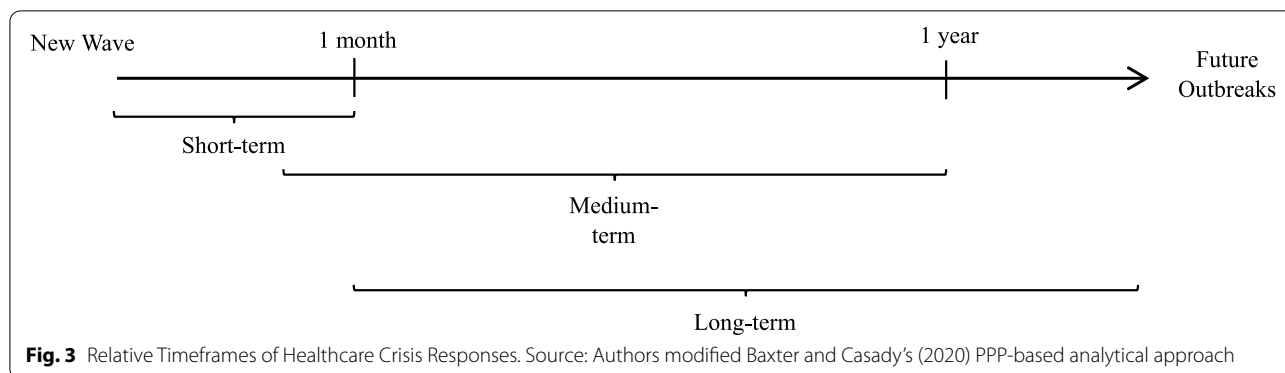 New Wave
1 month
1 year
Future
Outbreaks
Short-term
Medium-
term
Long-term
Fig. 3 Relative Timeframes of Healthcare Crisis Responses. Source: Authors modified Baxter and Casady’s (2020) PPP-based analytical approach